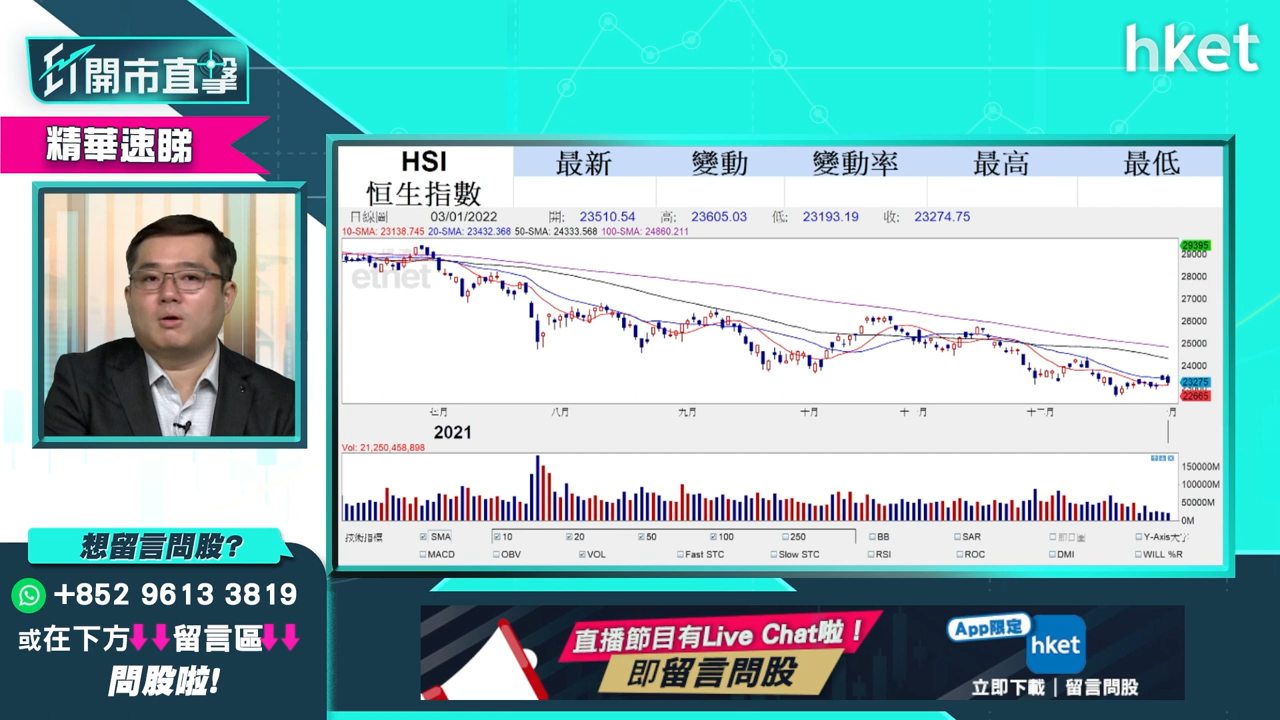 開市直擊
hket
精華速睇
HSI
恒生指數
最新 變動 變動率 最高 最低
日線圖 03/01/2022 開: 23510.54 高: 23605.03 低: 23193.19 收: 23274.75
10-SMA: 23138.745 20-SMA: 23432.368 50-SMA: 24333.568 100-SMA: 24860.211
etnet
29395
29000
28000
27000
26000
25000
24000
23275
22665
七月 八月 九月 十月 十一月 十二月 一月
2021
Vol: 21,250,458,898
150000M
100000M
50000M
0M
技術指標 SMA 10 20 50 100 250 BB SAR Y-Axis大字
MACD OBV VOL Fast STC Slow STC RSI ROC DMI WILL %R
想留言問股?
+852 9613 3819
或在下方留言區
問股啦!
直播節目有Live Chat啦!
即留言問股
App限定
hket
立即下載|留言問股